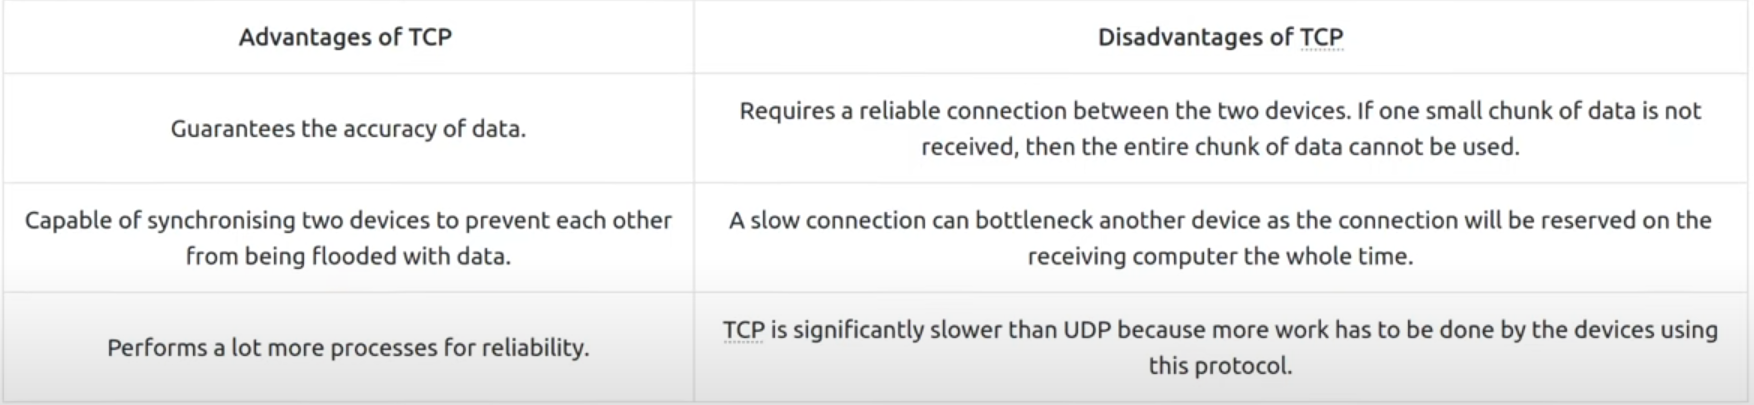 Advantages of TCP
Disadvantages of TCP
Guarantees the accuracy of data.
Requires a reliable connection between the two devices. If one small chunk of data is not
received, then the entire chunk of data cannot be used.
Capable of synchronising two devices to prevent each other
from being flooded with data.
A slow connection can bottleneck another device as the connection will be reserved on the
receiving computer the whole time.
Performs a lot more processes for reliability.
TCP is significantly slower than UDP because more work has to be done by the devices using
this protocol.